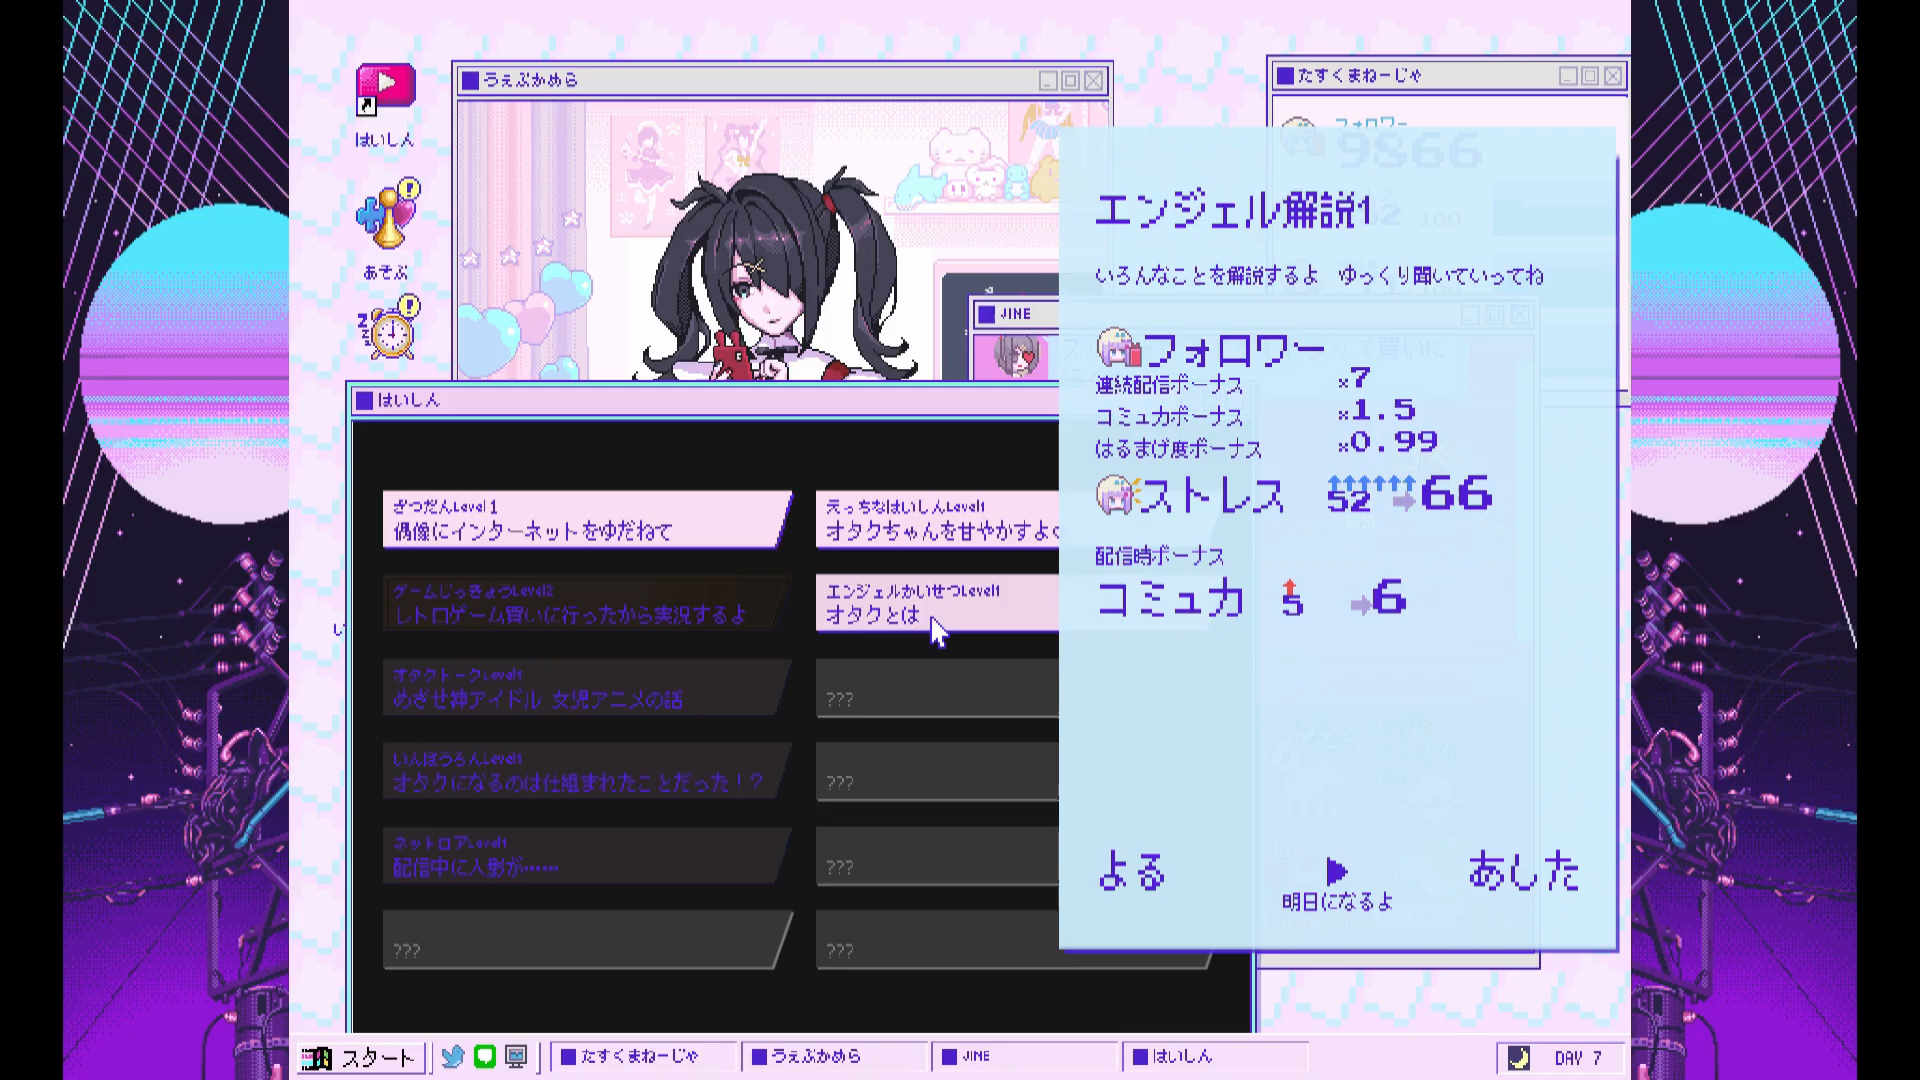 はいしん
あそぶ
うぇぶかめら
たすくまねーじゃ
フォロワー
9866
JINE
はいしん
ざつだんLevel1
偶像にインターネットをゆだねて
えっちなはいしんLevel1
オタクちゃんを甘やかすよ
ゲームじっきょうLevel2
レトロゲーム買いに行ったから実況するよ
エンジェルかいせつLevel1
オタクとは
オタクトークLevel1
めざせ神アイドル 女児アニメの話
???
いんぼうろんLevel1
オタクになるのは仕組まれたことだった！？
???
ネットロアLevel1
配信中に人影が……
???
???
???
エンジェル解説1
いろんなことを解説するよ ゆっくり聞いていってね
フォロワー
連続配信ボーナス ×7
コミュ力ボーナス ×1.5
はるまげ度ボーナス ×0.99
ストレス 52 → 66
配信時ボーナス
コミュ力 5 → 6
よる ▶ あした
明日になるよ
スタート
たすくまねーじゃ
うぇぶかめら
JINE
はいしん
DAY 7